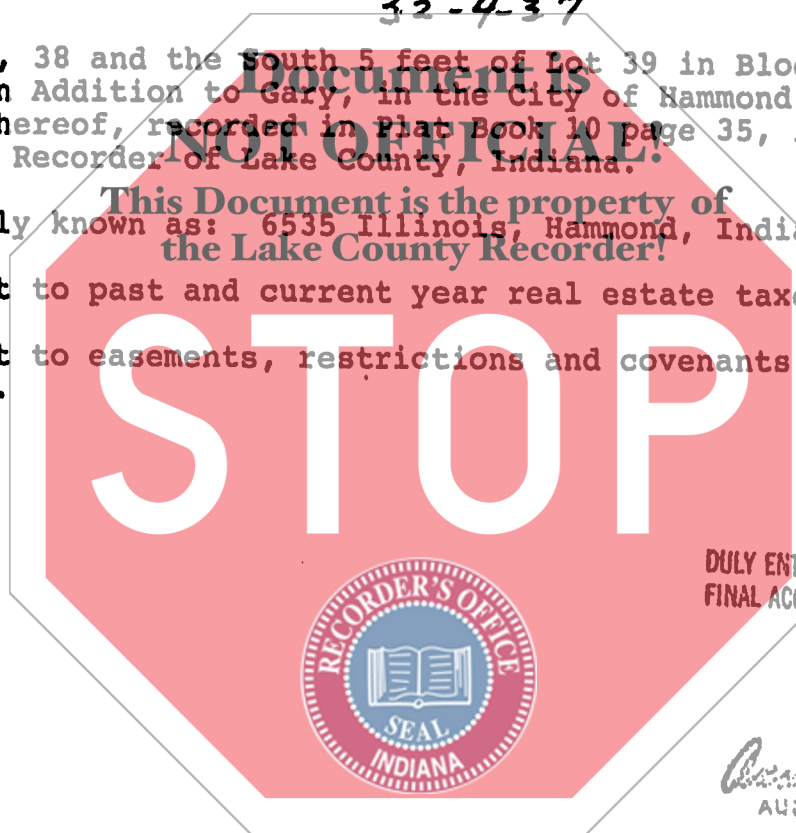 32-4-37
, 38 and the South 5 feet of Lot 39 in Bloc
n Addition to Gary, in the City of Hammond
hereof, recorded in Plat Book 10 page 35,
Recorder of Lake County, Indiana.
Document is
NOT OFFICIAL!
This Document is the property of
the Lake County Recorder!
ly known as: 6535 Illinois, Hammond, India
t to past and current year real estate taxe
t to easements, restrictions and covenants
STOP
DULY ENT
FINAL ACC
RECORDER'S OFFICE
SEAL
INDIANA